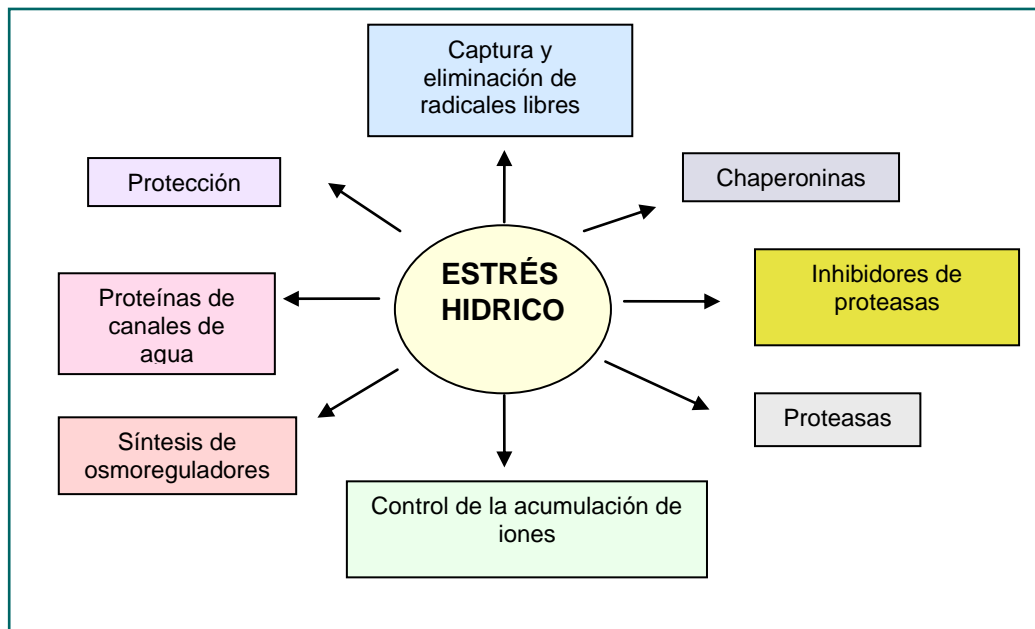 Captura y
eliminación de
radicales libres
Protección
Chaperoninas
ESTRÉS
HIDRICO
Proteínas de
canales de
agua
Inhibidores de
proteasas
Síntesis de
osmoreguladores
Proteasas
Control de la acumulación de
iones